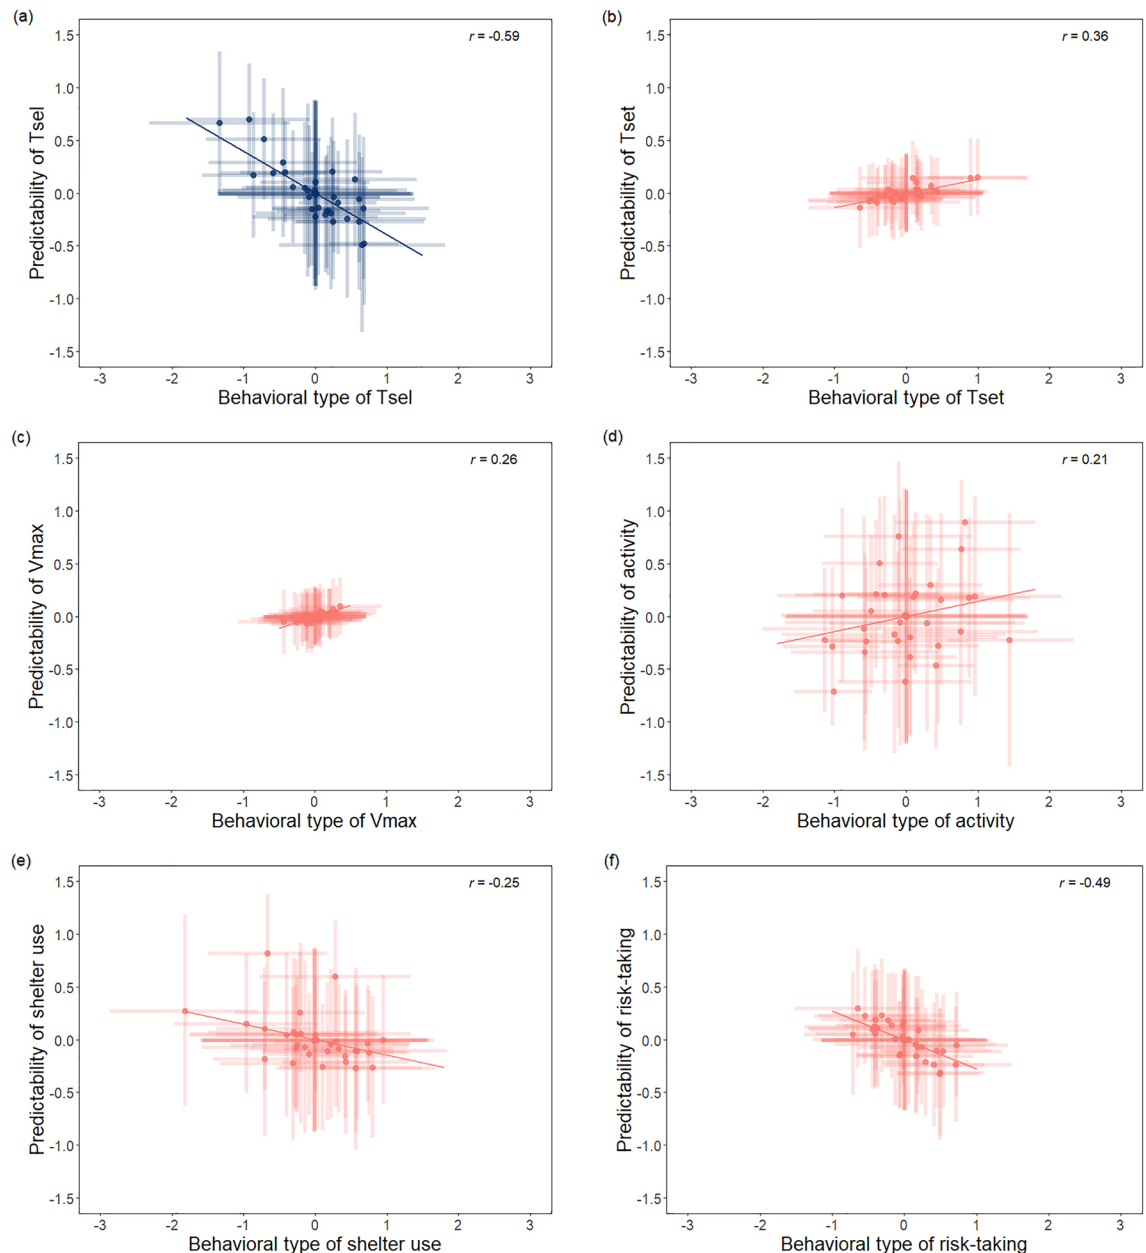 (a)
r = -0.59
Predictability of Tsel
1.5
1.0
0.5
0.0
-0.5
-1.0
-1.5
-3 -2 -1 0 1 2 3
Behavioral type of Tsel
(b)
r = 0.36
Predictability of Tset
1.5
1.0
0.5
0.0
-0.5
-1.0
-1.5
-3 -2 -1 0 1 2 3
Behavioral type of Tset
(c)
r = 0.26
Predictability of Vmax
1.5
1.0
0.5
0.0
-0.5
-1.0
-1.5
-3 -2 -1 0 1 2 3
Behavioral type of Vmax
(d)
r = 0.21
Predictability of activity
1.5
1.0
0.5
0.0
-0.5
-1.0
-1.5
-3 -2 -1 0 1 2 3
Behavioral type of activity
(e)
r = -0.25
Predictability of shelter use
1.5
1.0
0.5
0.0
-0.5
-1.0
-1.5
-3 -2 -1 0 1 2 3
Behavioral type of shelter use
(f)
r = -0.49
Predictability of risk-taking
1.5
1.0
0.5
0.0
-0.5
-1.0
-1.5
-3 -2 -1 0 1 2 3
Behavioral type of risk-taking